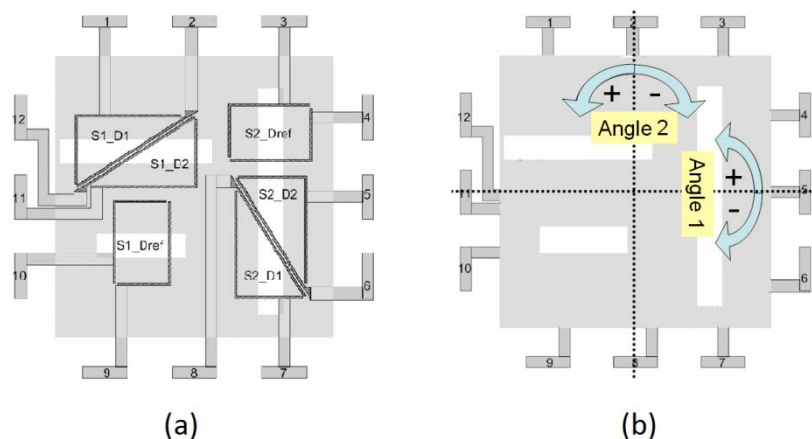 1 2 3
S1_D1
S1_D2
S2_Dref
4
12
11
S2_D2
5
S1_Dref
S2_D1
10
6
9 8 7
(a)
1 2 3
+ -
Angle 2
4
12
+
Angle 1
-
11
5
10
6
9 8 7
(b)